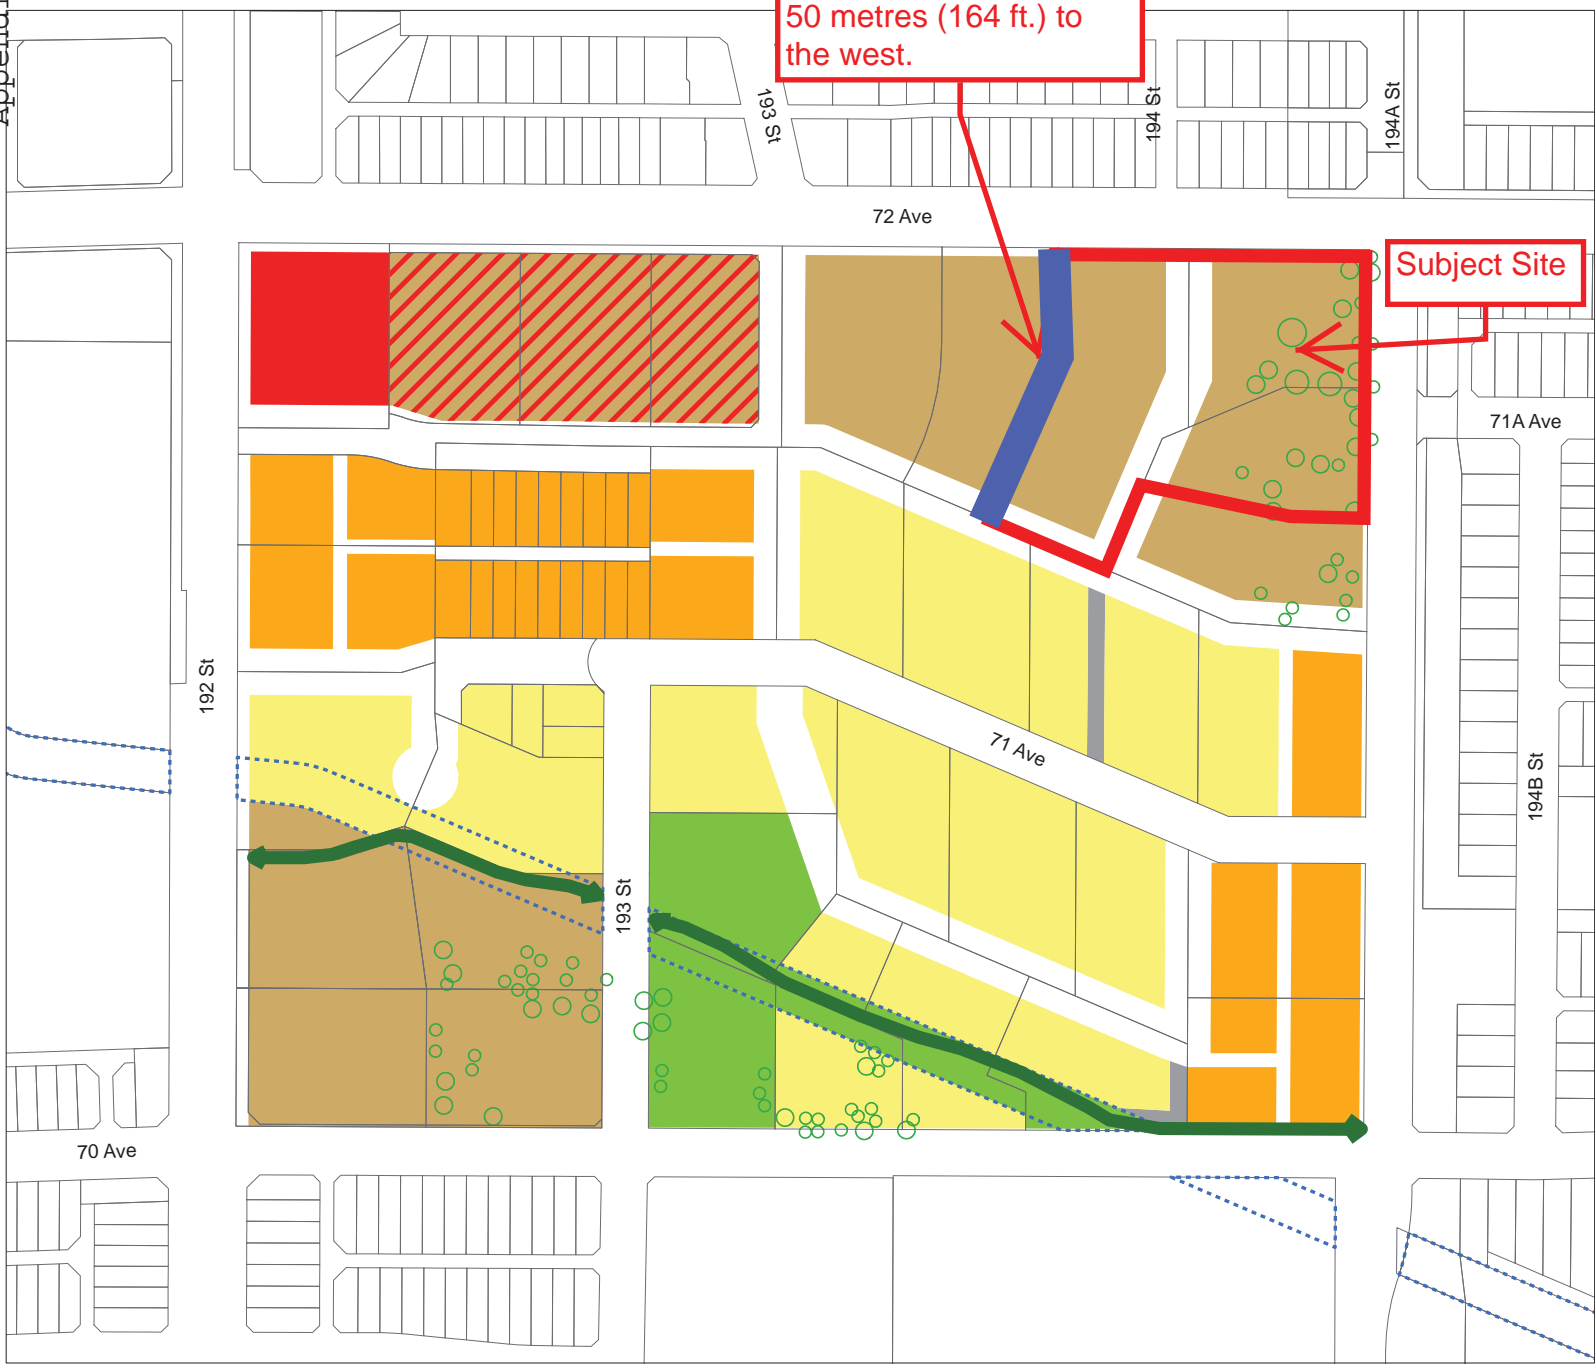 50 metres (164 ft.) to
the west.
193 St
194 St
194A St
72 Ave
Subject Site
71A Ave
192 St
71 Ave
194B St
193 St
70 Ave